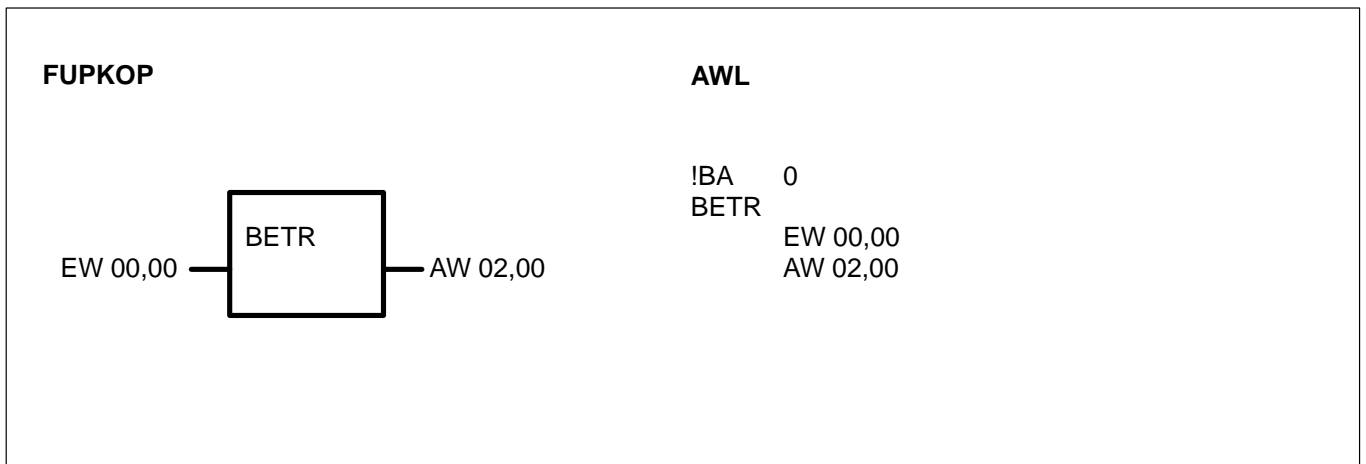 FUPKOP
BETR
EW 00,00 AW 02,00
AWL
!BA 0
BETR
EW 00,00
AW 02,00